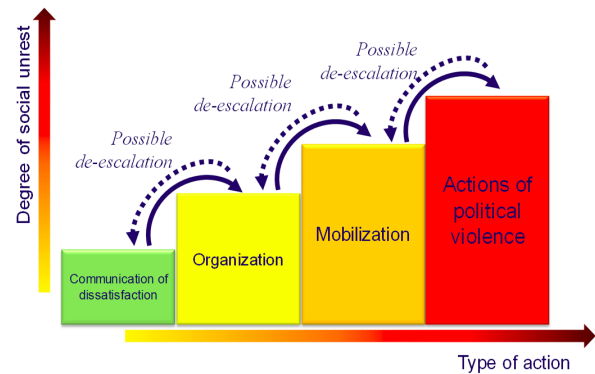 Degree of social unrest
Possible
de-escalation
Possible
de-escalation
Possible
de-escalation
Communication of
dissatisfaction
Organization
Mobilization
Actions of
political
violence
Type of action